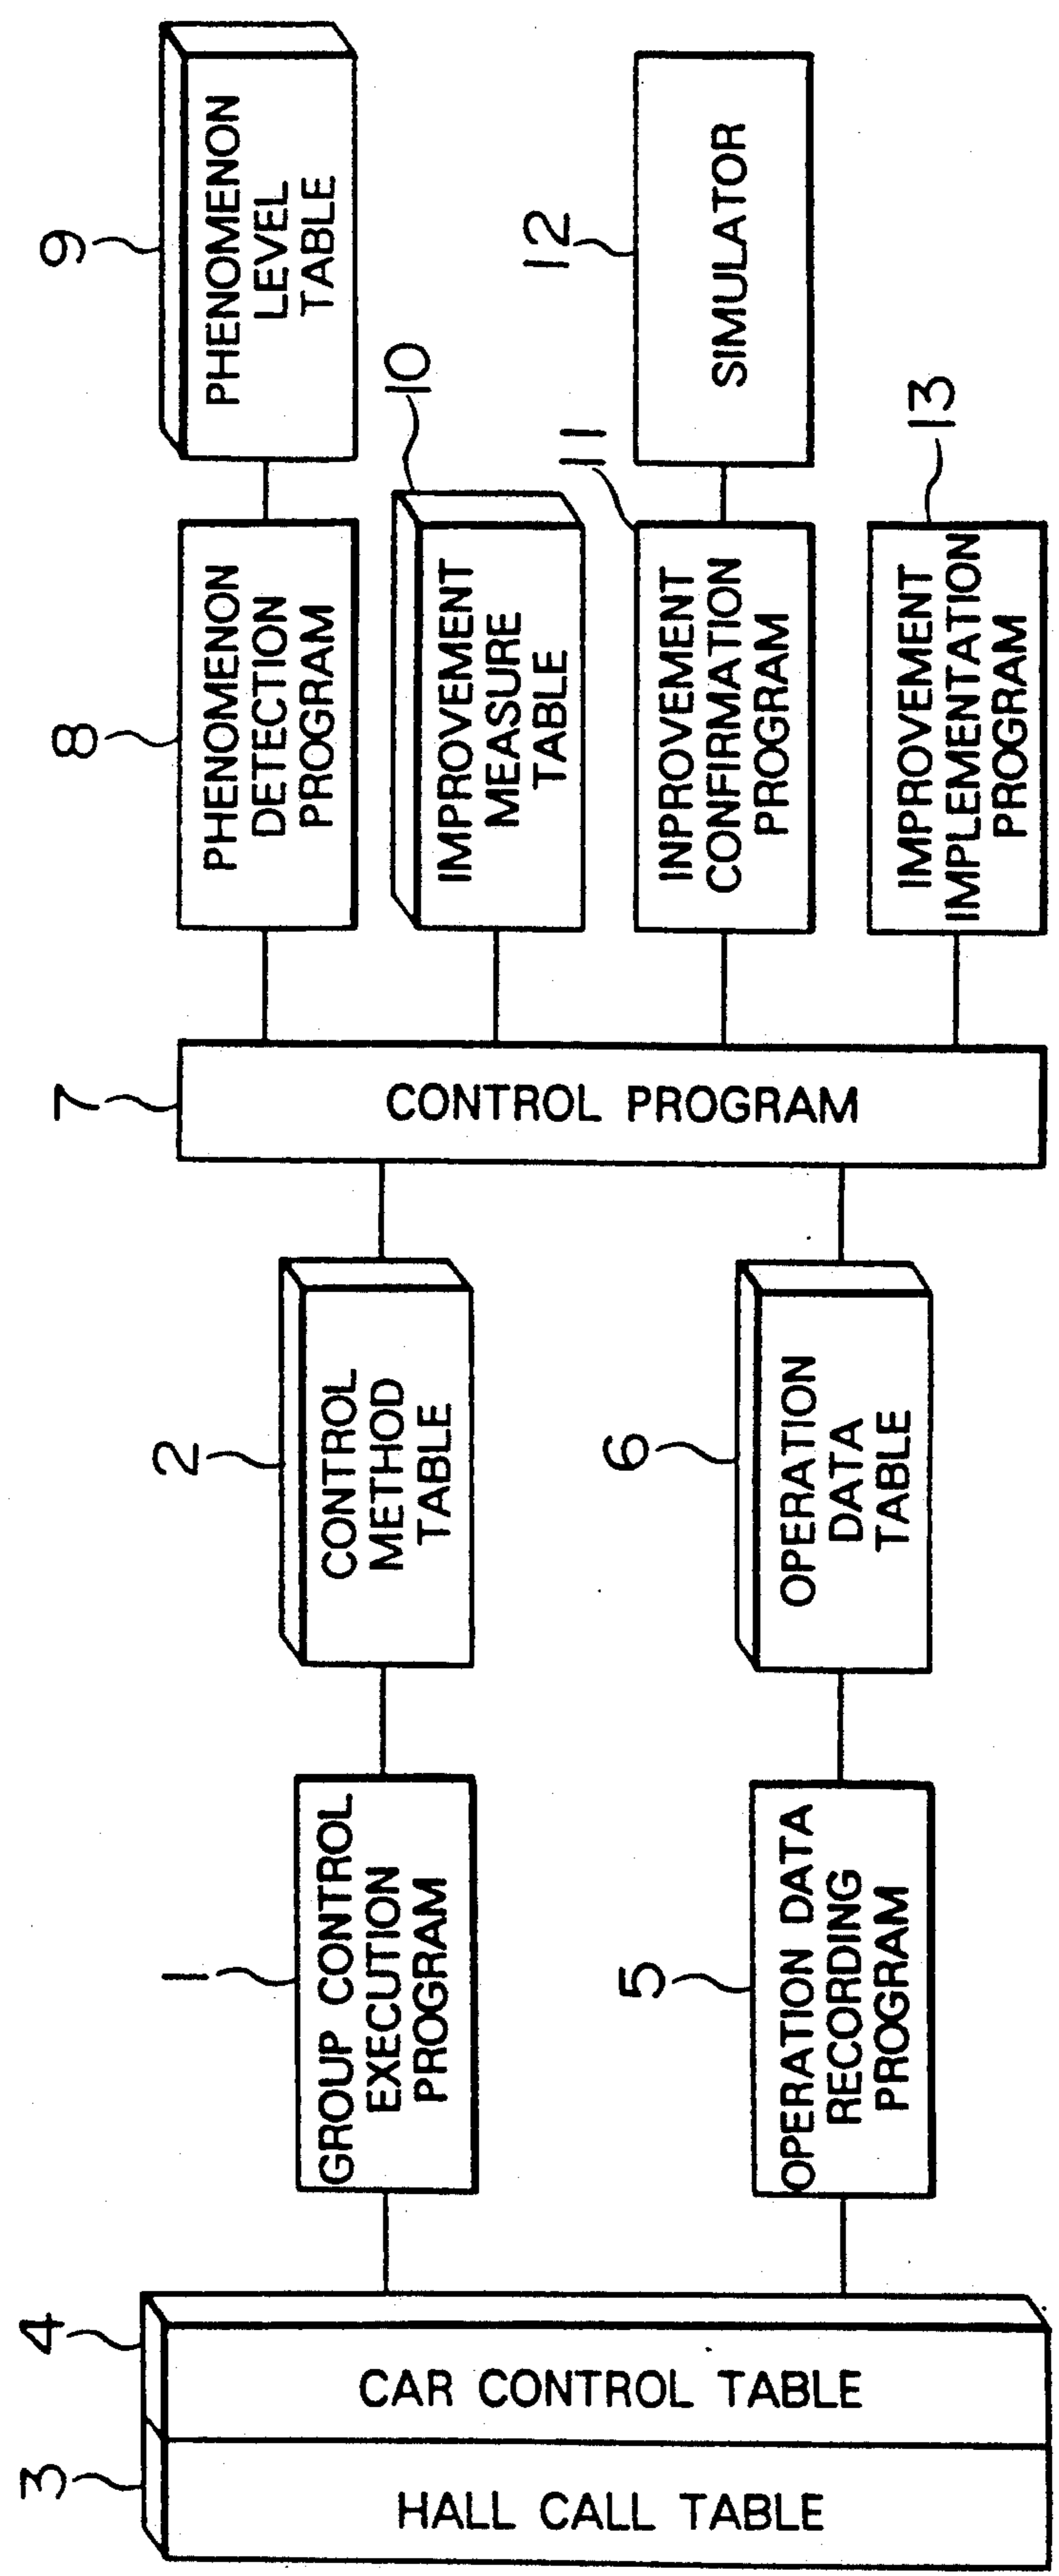 3
HALL CALL TABLE
4
CAR CONTROL TABLE
1
GROUP CONTROL
EXECUTION
PROGRAM
5
OPERATION DATA
RECORDING
PROGRAM
2
CONTROL
METHOD
TABLE
6
OPERATION
DATA
TABLE
7
CONTROL PROGRAM
8
PHENOMENON
DETECTION
PROGRAM
9
PHENOMENON
LEVEL
TABLE
10
IMPROVEMENT
MEASURE
TABLE
11
INPROVEMENT
CONFIRMATION
PROGRAM
12
SIMULATOR
13
IMPROVEMENT
IMPLEMENTATION
PROGRAM